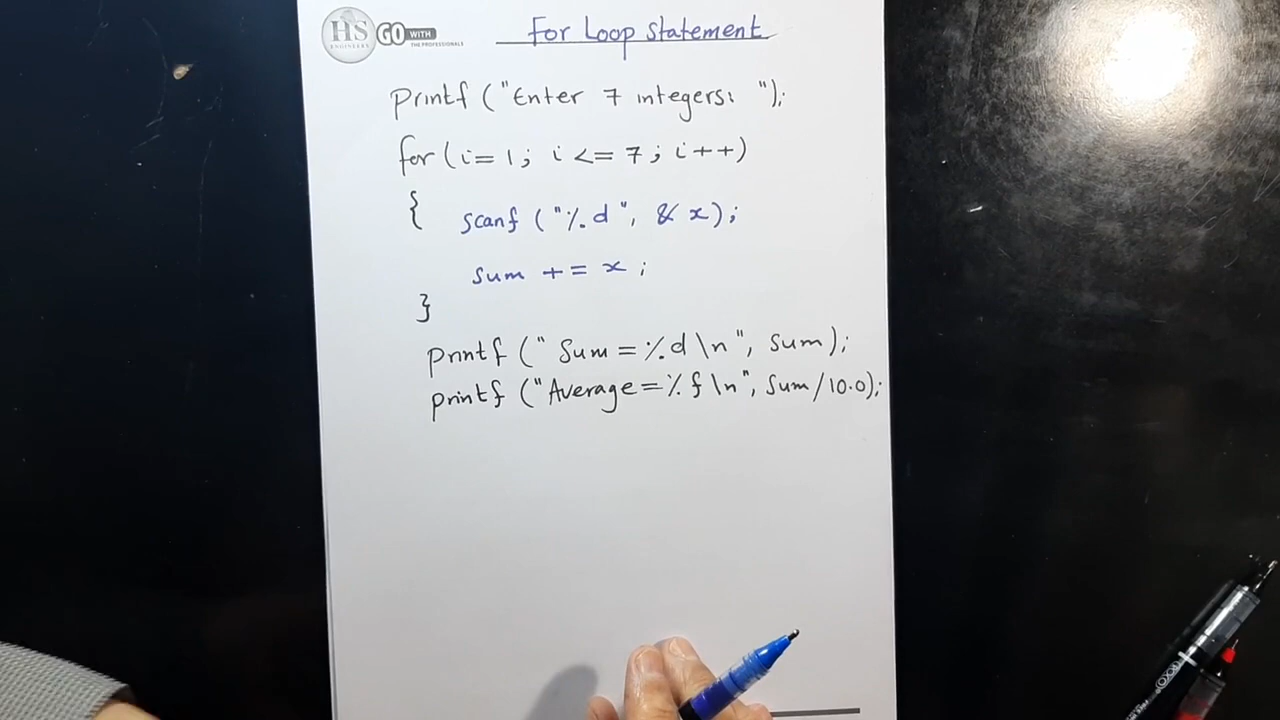 HS
ENGINEERS
GO WITH
THE PROFESSIONALS
For Loop Statement
printf ("Enter 7 integers: ");
for (i=1; i <= 7; i++)
{ scanf ("%d", & x);
sum += x;
}
printf (" Sum = %d \n", sum);
printf ("Average = %f \n", Sum/10.0);